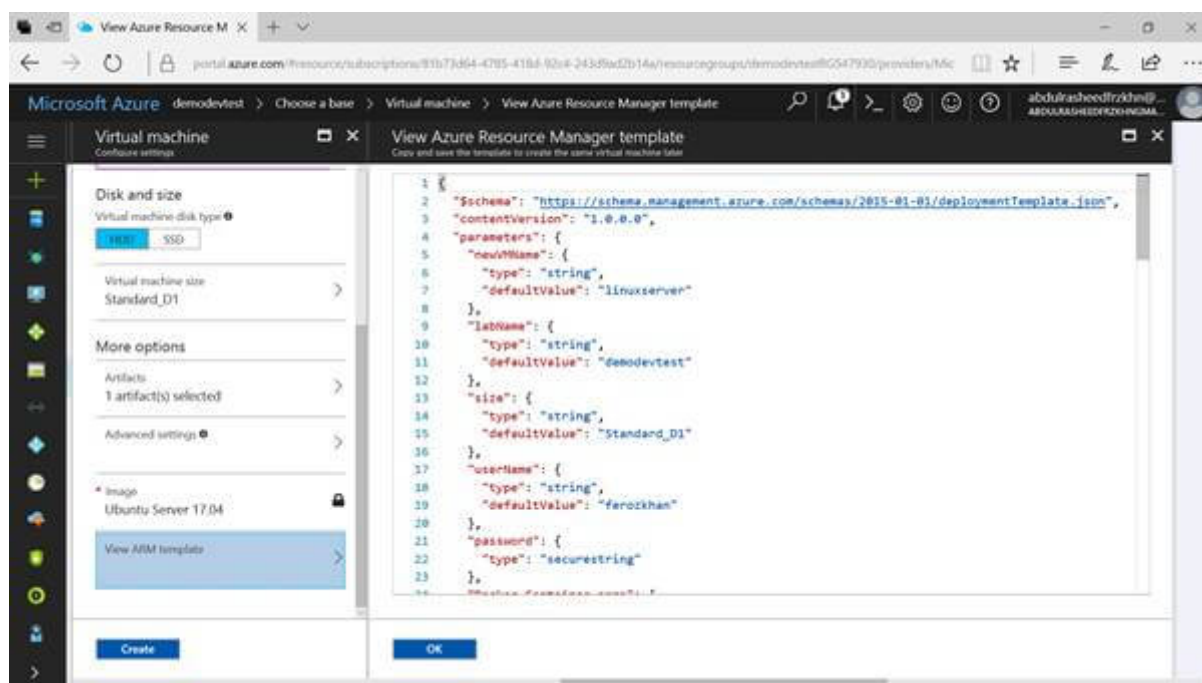 View Azure Resource M
portal.azure.com
Microsoft Azure demodevtest > Choose a base > Virtual machine > View Azure Resource Manager template
abdulrasheedfrzkhn@...
Virtual machine
Configure settings
View Azure Resource Manager template
Copy and save the template to create the same virtual machine later
Disk and size
Virtual machine disk type
HDD SSD
Virtual machine size
Standard_D1
More options
Artifacts
1 artifact(s) selected
Advanced settings
* Image
Ubuntu Server 17.04
View ARM template
Create
1 {
2 "$schema": "https://schema.management.azure.com/schemas/2015-01-01/deploymentTemplate.json",
3 "contentVersion": "1.0.0.0",
4 "parameters": {
5 "newVMName": {
6 "type": "string",
7 "defaultValue": "linuxserver"
8 },
9 "labName": {
10 "type": "string",
11 "defaultValue": "demodevtest"
12 },
13 "size": {
14 "type": "string",
15 "defaultValue": "Standard_D1"
16 },
17 "userName": {
18 "type": "string",
19 "defaultValue": "ferozkhan"
20 },
21 "password": {
22 "type": "securestring"
23 },
OK